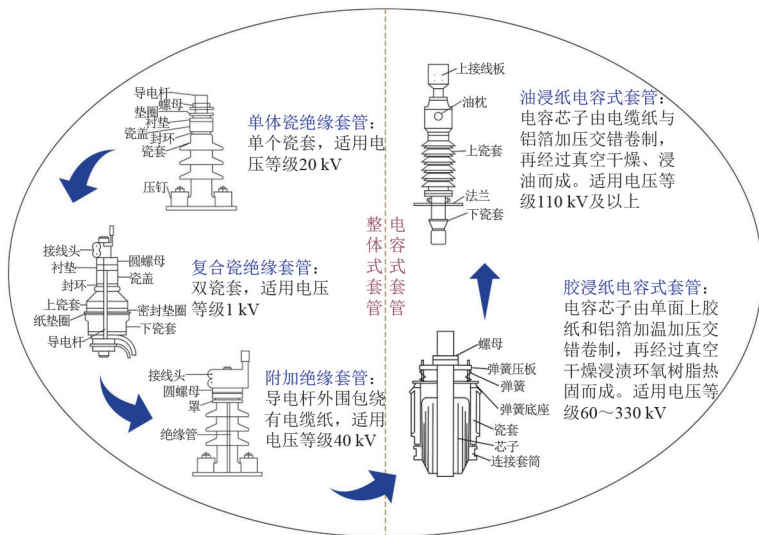 导电杆
螺母
垫圈
衬垫
瓷盖
封环
瓷套
压钉
单体瓷绝缘套管：
单个瓷套，适用电
压等级20 kV
接线头
衬垫
封环
上瓷套
纸垫圈
导电杆
圆螺母
瓷盖
密封垫圈
下瓷套
复合瓷绝缘套管：
双瓷套，适用电压
等级1 kV
接线头
圆螺母
罩
绝缘管
附加绝缘套管：
导电杆外围包绕
有电缆纸，适用
电压等级40 kV
整体式套管
电容式套管
上接线板
油枕
上瓷套
法兰
下瓷套
油浸纸电容式套管：
电容芯子由电缆纸与
铝箔加压交错卷制，
再经过真空干燥、浸
油而成。适用电压等
级110 kV及以上
螺母
弹簧压板
弹簧
弹簧底座
瓷套
芯子
连接套筒
胶浸纸电容式套管：
电容芯子由单面上胶
纸和铝箔加温加压交
错卷制，再经过真空
干燥浸渍环氧树脂热
固而成。适用电压等
级60～330 kV